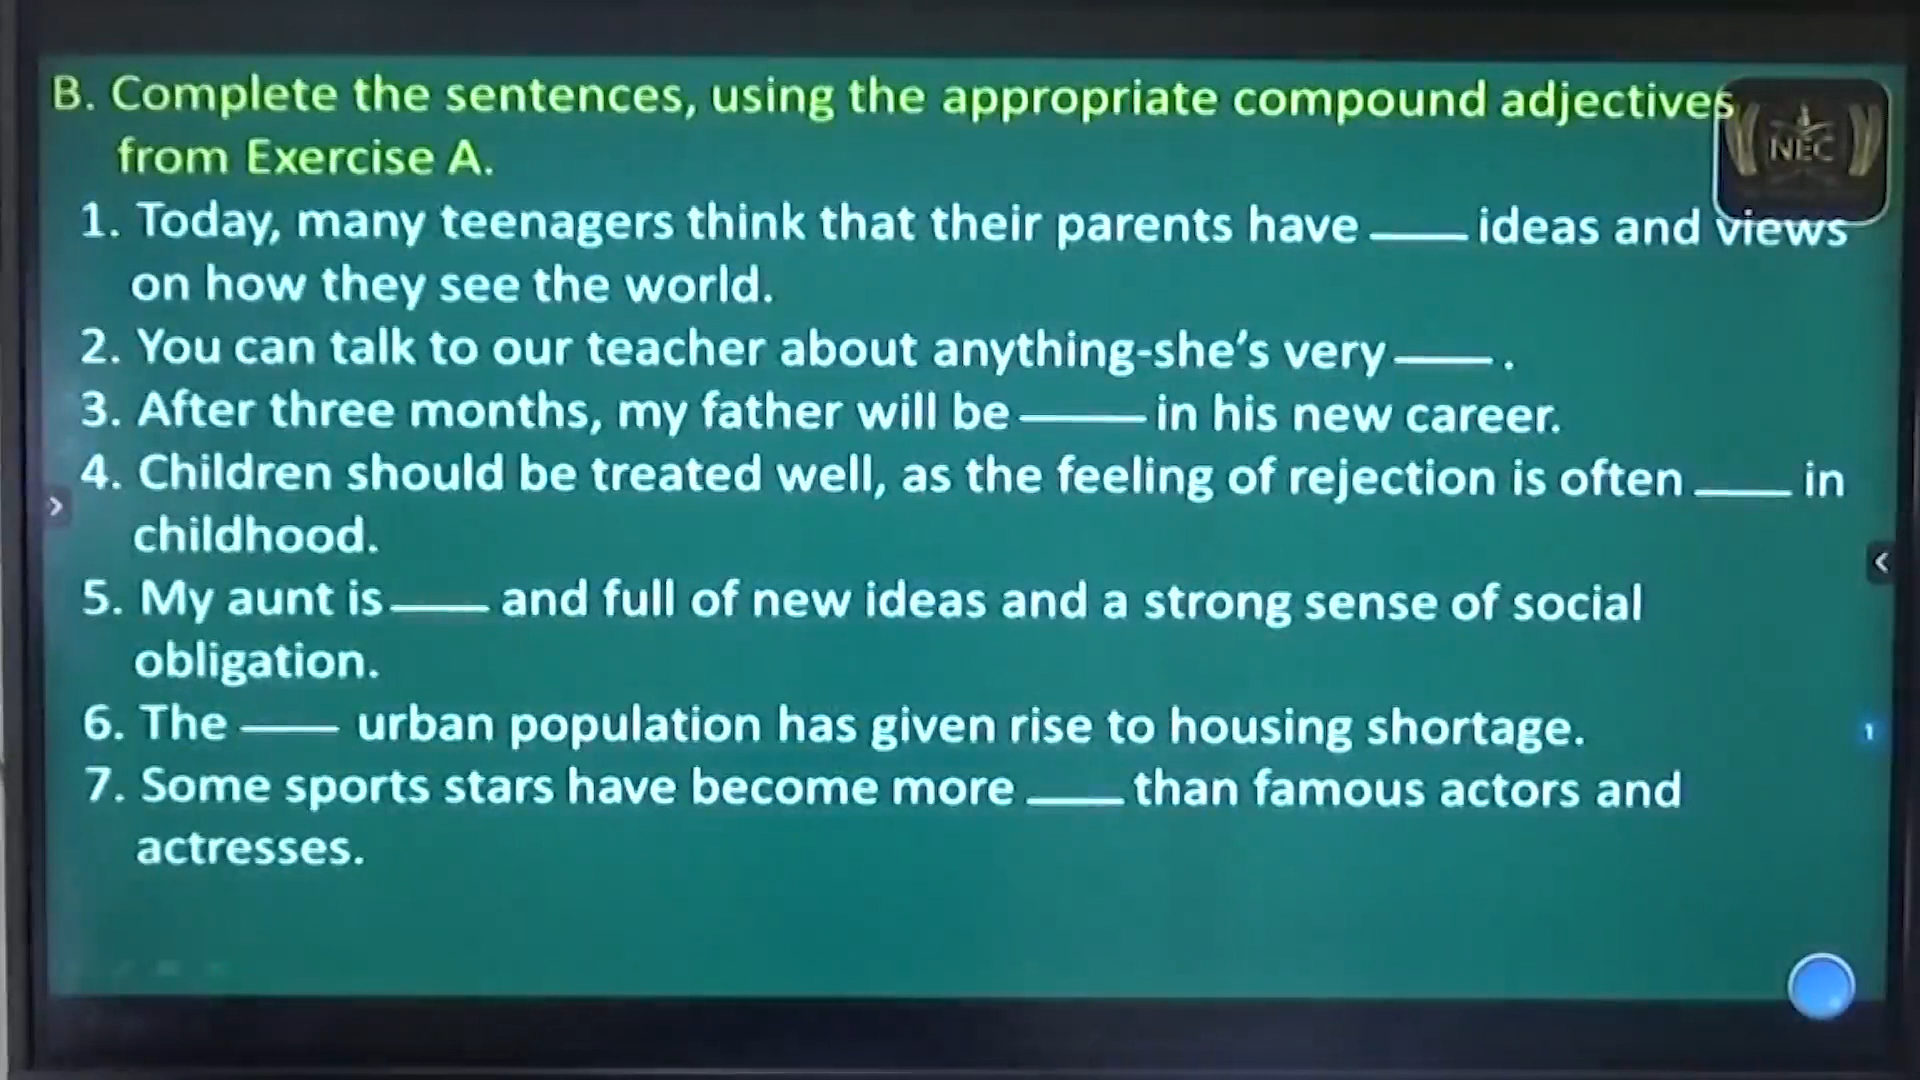 B. Complete the sentences, using the appropriate compound adjectives
from Exercise A.
NEC
1. Today, many teenagers think that their parents have ____ ideas and views
on how they see the world.
2. You can talk to our teacher about anything-she's very ____ .
3. After three months, my father will be ____ in his new career.
4. Children should be treated well, as the feeling of rejection is often ____ in
childhood.
5. My aunt is ____ and full of new ideas and a strong sense of social
obligation.
6. The ____ urban population has given rise to housing shortage.
1
7. Some sports stars have become more ____ than famous actors and
actresses.